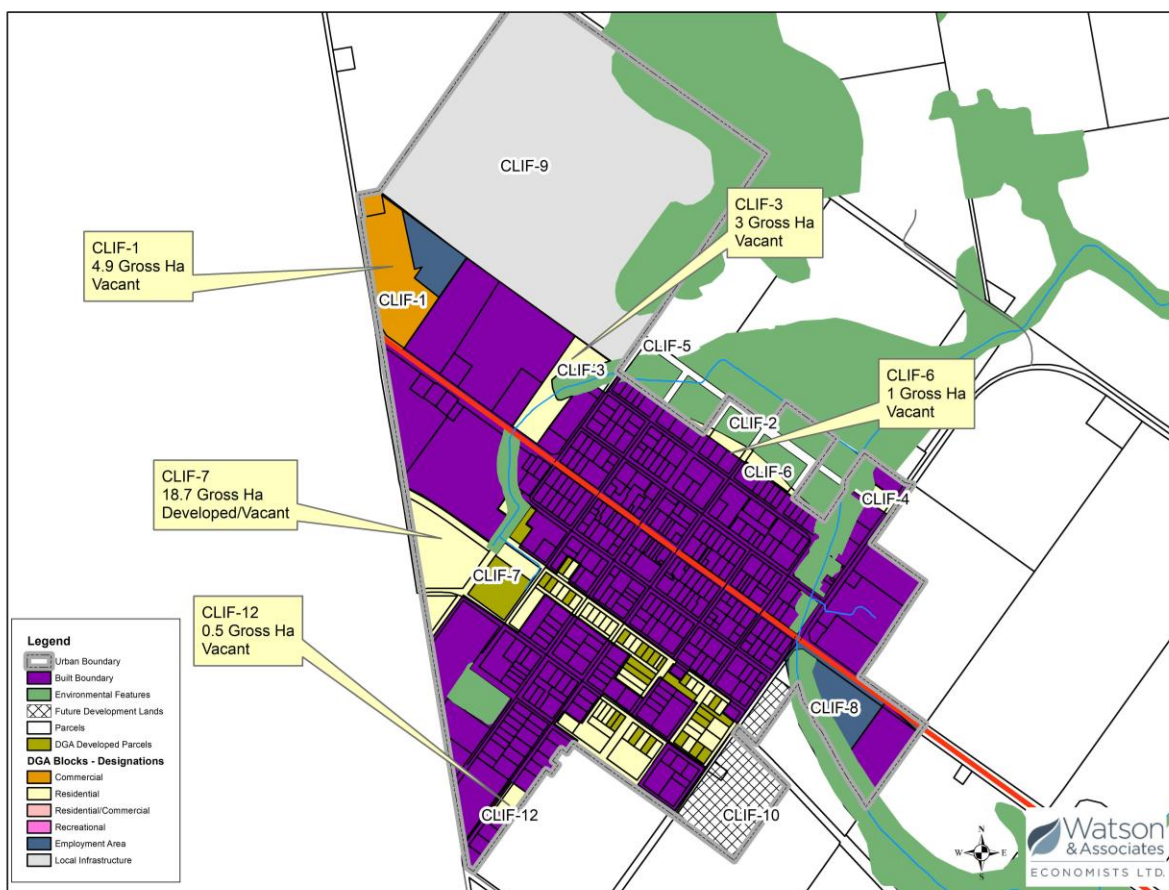 CLIF-9
CLIF-3
3 Gross Ha
Vacant
CLIF-1
4.9 Gross Ha
Vacant
CLIF-1
CLIF-5
CLIF-3
CLIF-6
1 Gross Ha
Vacant
CLIF-2
CLIF-6
CLIF-4
CLIF-7
18.7 Gross Ha
Developed/Vacant
CLIF-7
CLIF-12
0.5 Gross Ha
Vacant
CLIF-8
CLIF-12
CLIF-10
Legend
Urban Boundary
Built Boundary
Environmental Features
Future Development Lands
Parcels
DGA Developed Parcels
DGA Blocks - Designations
Commercial
Residential
Residential/Commercial
Recreational
Employment Area
Local Infrastructure
N
W E
S
Watson
& Associates
ECONOMISTS LTD.